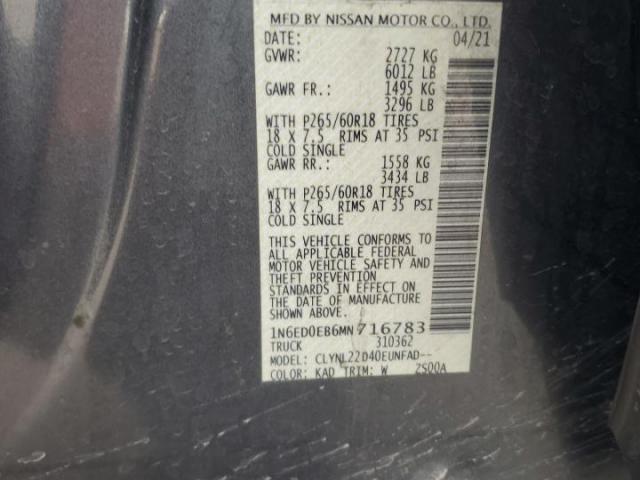 MFD BY NISSAN MOTOR CO., LTD.
DATE: 04/21
GVWR: 2727 KG
6012 LB
GAWR FR.: 1495 KG
3296 LB
WITH P265/60R18 TIRES
18 X 7.5 RIMS AT 35 PSI
COLD SINGLE
GAWR RR.: 1558 KG
3434 LB
WITH P265/60R18 TIRES
18 X 7.5 RIMS AT 35 PSI
COLD SINGLE
THIS VEHICLE CONFORMS TO
ALL APPLICABLE FEDERAL
MOTOR VEHICLE SAFETY AND
THEFT PREVENTION
STANDARDS IN EFFECT ON
THE DATE OF MANUFACTURE
SHOWN ABOVE.
1N6ED0EB6MN716783
TRUCK 310362
MODEL: CLYNL22D40EUNFAD--
COLOR: KAD TRIM: W ZS00A